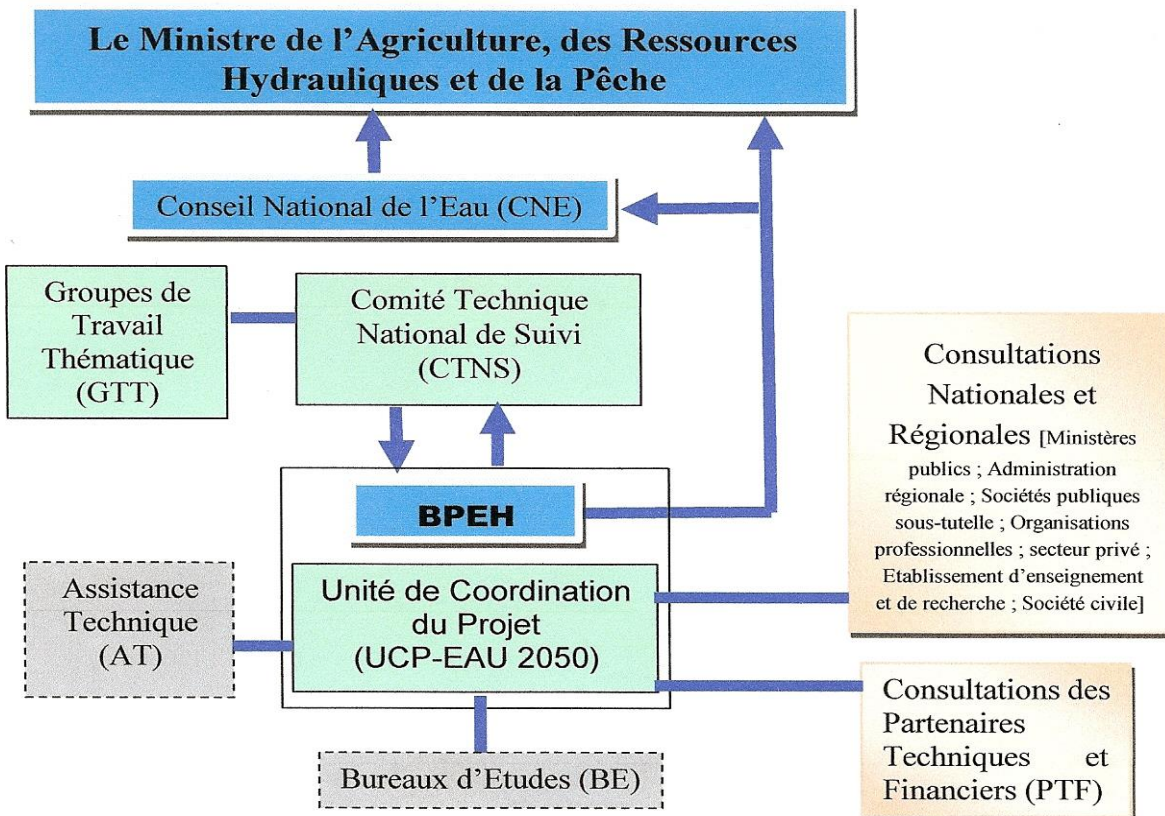 Le Ministre de l'Agriculture, des Ressources
Hydrauliques et de la Pêche
Conseil National de l'Eau (CNE)
Groupes de
Travail
Thématique
(GTT)
Comité Technique
National de Suivi
(CTNS)
Consultations
Nationales et
Régionales [Ministères
publics ; Administration
régionale ; Sociétés publiques
sous-tutelle ; Organisations
professionnelles ; secteur privé ;
Etablissement d'enseignement
et de recherche ; Société civile]
BPEH
Assistance
Technique
(AT)
Unité de Coordination
du Projet
(UCP-EAU 2050)
Bureaux d'Etudes (BE)
Consultations des
Partenaires
Techniques et
Financiers (PTF)